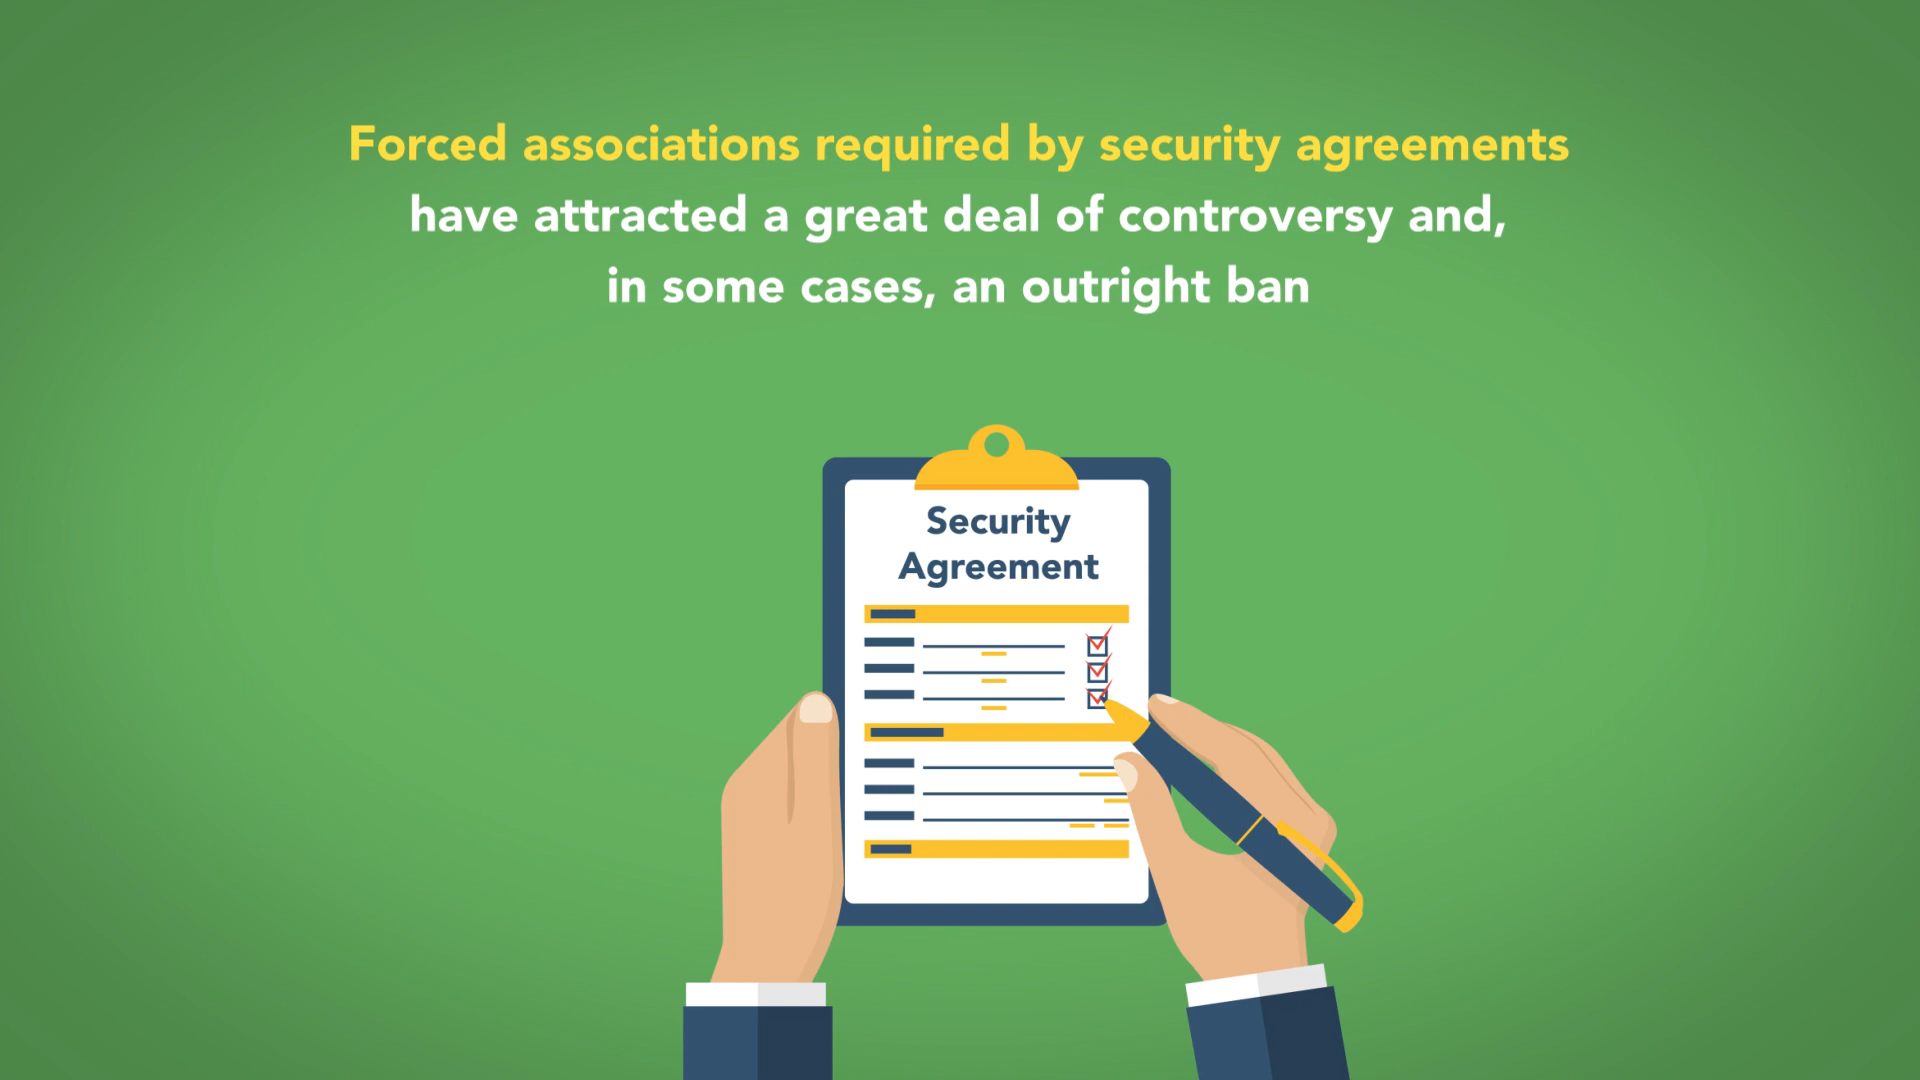 Forced associations required by security agreements
have attracted a great deal of controversy and,
in some cases, an outright ban
Security
Agreement